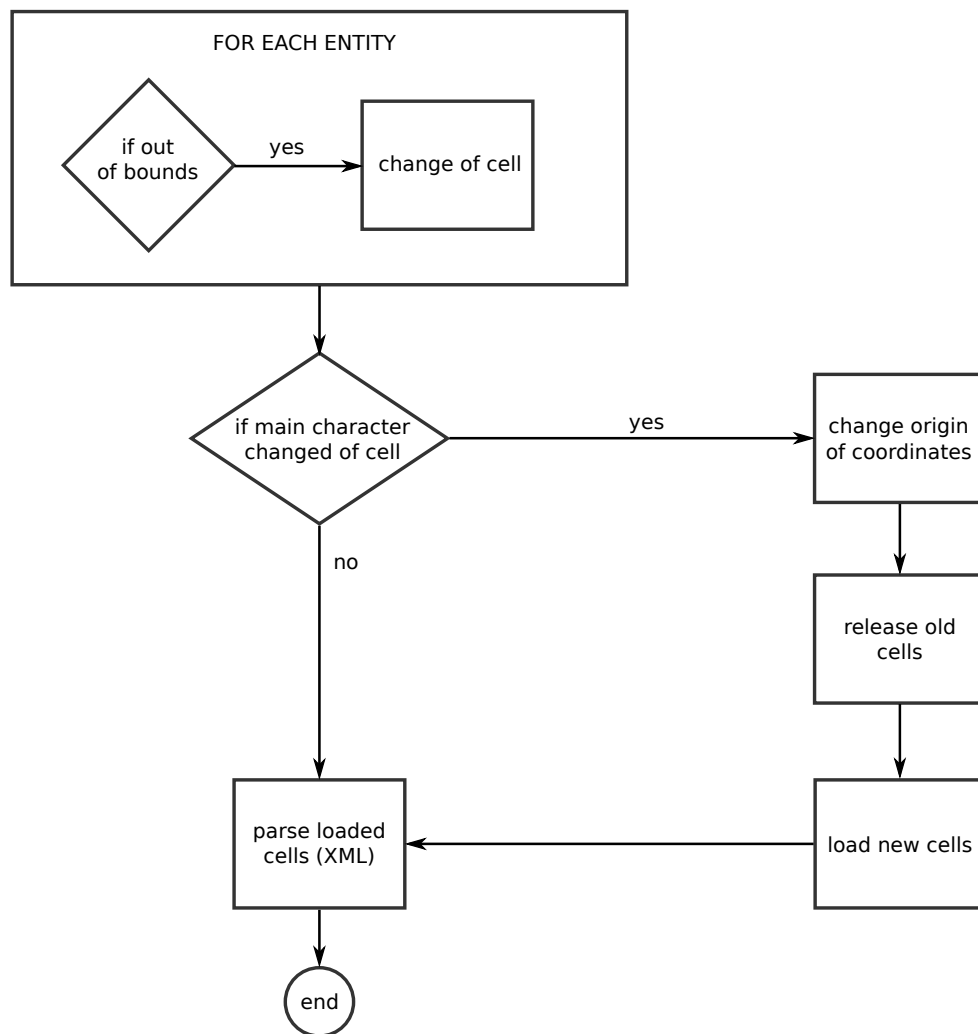 FOR EACH ENTITY
if out
of bounds
yes
change of cell
if main character
changed of cell
yes
change origin
of coordinates
no
release old
cells
parse loaded
cells (XML)
load new cells
end